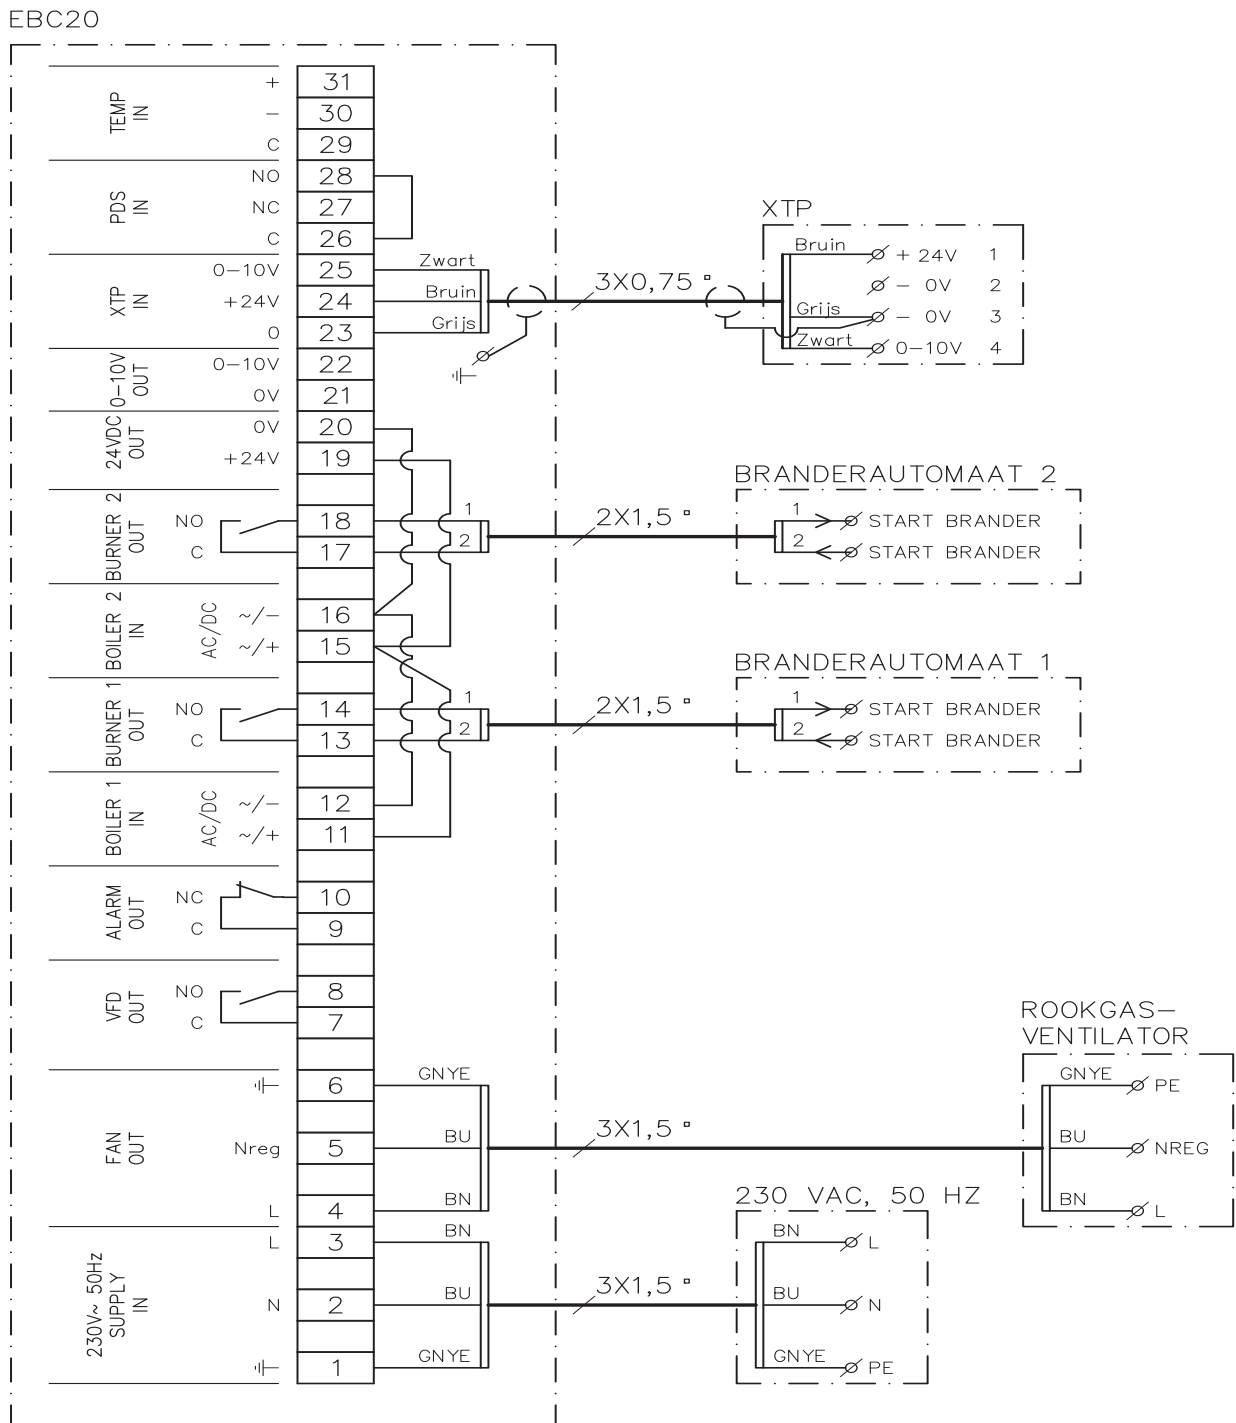 EBC20
TEMP
IN
+ 31
− 30
C 29
PDS
IN
NO 28
NC 27
C 26
XTP
IN
0−10V 25 Zwart
+24V 24 Bruin
0 23 Grijs
3X0,75 ▫
XTP
Bruin + 24V 1
− 0V 2
Grijs − 0V 3
Zwart 0−10V 4
0−10V
OUT
0−10V 22
0V 21
24VDC
OUT
0V 20
+24V 19
BURNER 2
OUT
NO 18 1
C 17 2
2X1,5 ▫
BRANDERAUTOMAAT 2
1 START BRANDER
2 START BRANDER
BOILER 2
IN
AC/DC
~/− 16
~/+ 15
BURNER 1
OUT
NO 14 1
C 13 2
2X1,5 ▫
BRANDERAUTOMAAT 1
1 START BRANDER
2 START BRANDER
BOILER 1
IN
AC/DC
~/− 12
~/+ 11
ALARM
OUT
NC 10
C 9
VFD
OUT
NO 8
C 7
FAN
OUT
6 GNYE
Nreg 5 BU
L 4 BN
3X1,5 ▫
ROOKGAS−
VENTILATOR
GNYE PE
BU NREG
BN L
230V~ 50Hz
SUPPLY
IN
L 3 BN
N 2 BU
1 GNYE
3X1,5 ▫
230 VAC, 50 HZ
BN L
BU N
GNYE PE